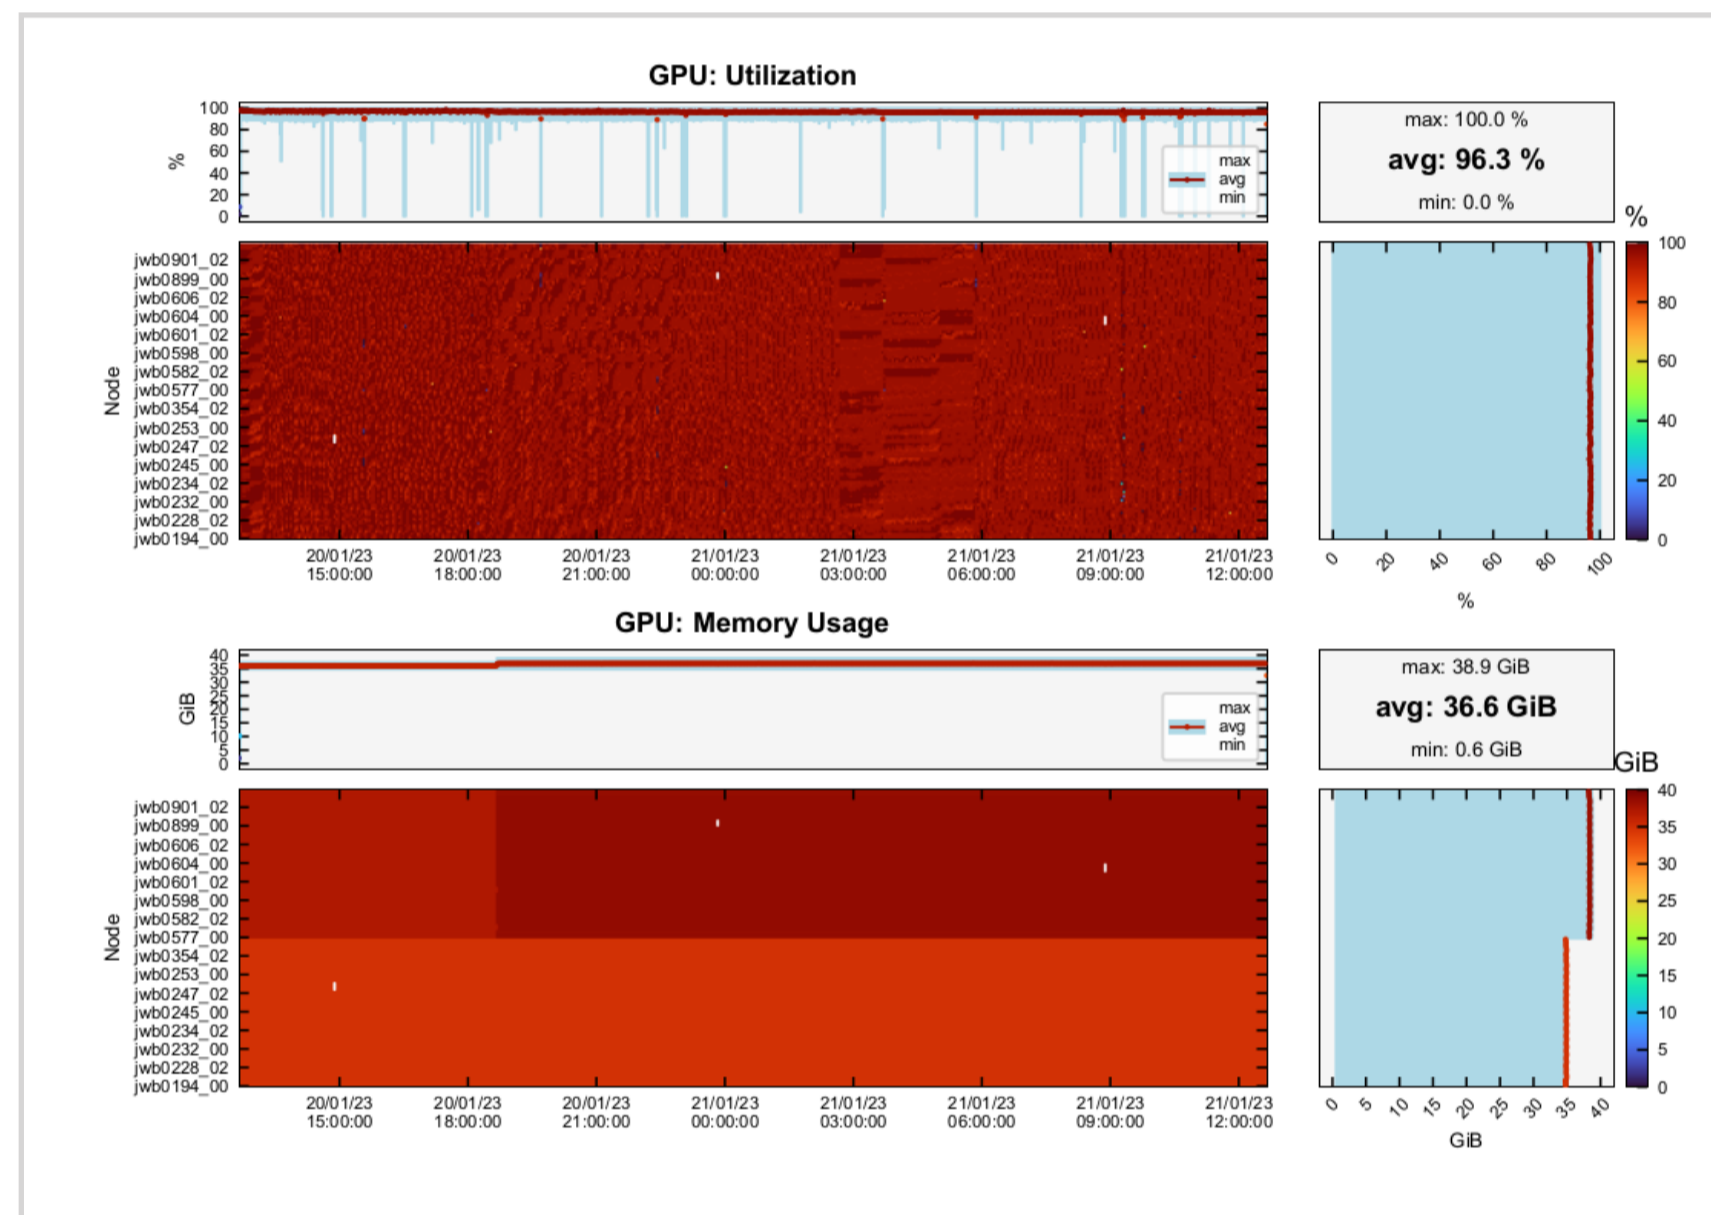 GPU: Utilization
100
80
60
40
20
0
%
max
avg
min
max: 100.0 %
avg: 96.3 %
min: 0.0 %
%
jwb0901_02
jwb0899_00
jwb0606_02
jwb0604_00
jwb0601_02
jwb0598_00
jwb0582_02
jwb0577_00
jwb0354_02
jwb0253_00
jwb0247_02
jwb0245_00
jwb0234_02
jwb0232_00
jwb0228_02
jwb0194_00
Node
20/01/23 20/01/23 20/01/23 21/01/23 21/01/23 21/01/23 21/01/23 21/01/23
15:00:00 18:00:00 21:00:00 00:00:00 03:00:00 06:00:00 09:00:00 12:00:00
0 20 40 60 80 100
%
100
80
60
40
20
0
GPU: Memory Usage
40
35
30
25
20
15
10
5
0
GiB
max
avg
min
max: 38.9 GiB
avg: 36.6 GiB
min: 0.6 GiB
GiB
jwb0901_02
jwb0899_00
jwb0606_02
jwb0604_00
jwb0601_02
jwb0598_00
jwb0582_02
jwb0577_00
jwb0354_02
jwb0253_00
jwb0247_02
jwb0245_00
jwb0234_02
jwb0232_00
jwb0228_02
jwb0194_00
Node
20/01/23 20/01/23 20/01/23 21/01/23 21/01/23 21/01/23 21/01/23 21/01/23
15:00:00 18:00:00 21:00:00 00:00:00 03:00:00 06:00:00 09:00:00 12:00:00
0 5 10 15 20 25 30 35 40
GiB
40
35
30
25
20
15
10
5
0